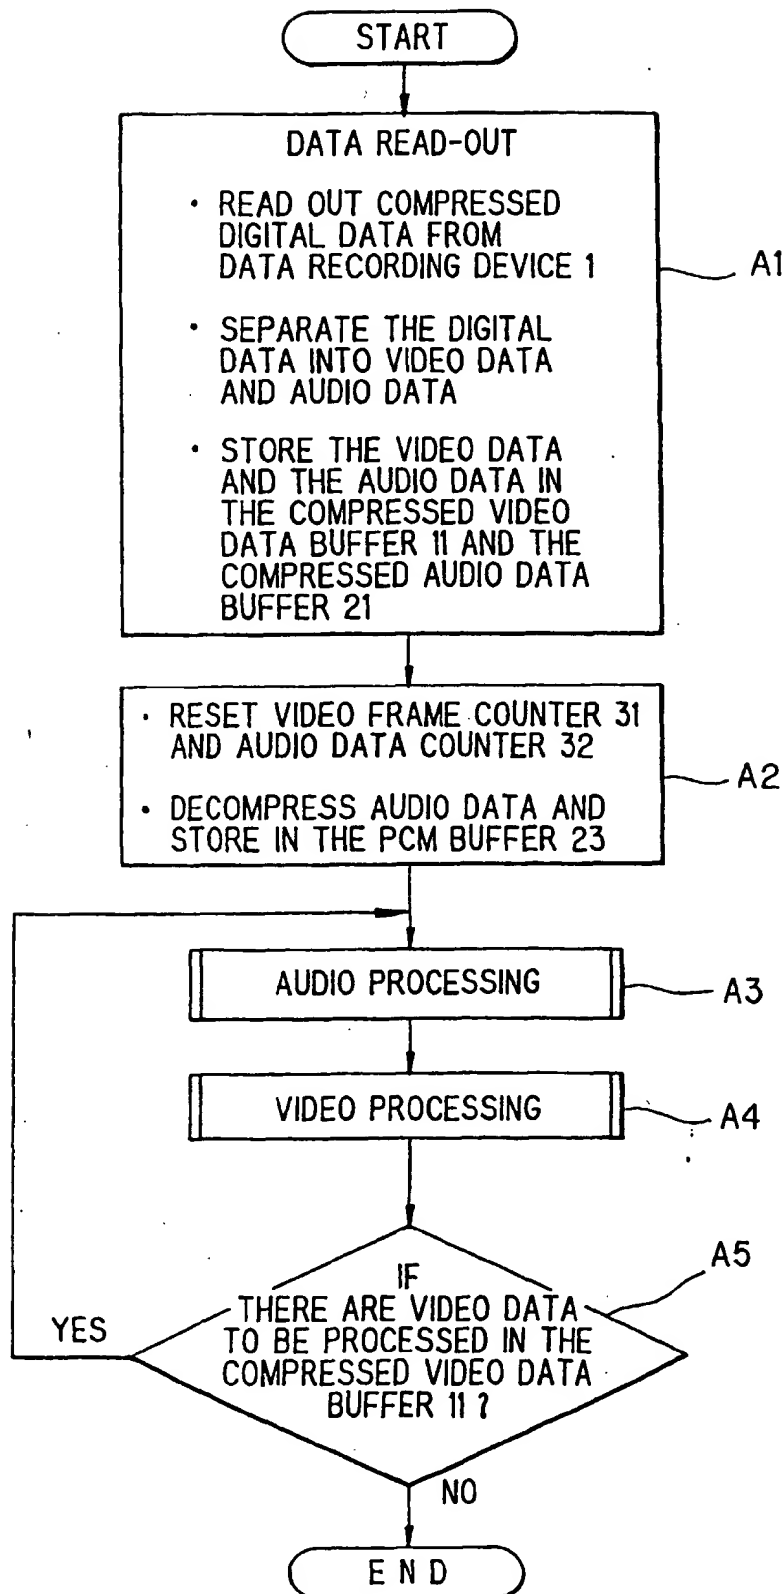 START
DATA READ-OUT
• READ OUT COMPRESSED
DIGITAL DATA FROM
DATA RECORDING DEVICE 1
A1
• SEPARATE THE DIGITAL
DATA INTO VIDEO DATA
AND AUDIO DATA
• STORE THE VIDEO DATA
AND THE AUDIO DATA IN
THE COMPRESSED VIDEO
DATA BUFFER 11 AND THE
COMPRESSED AUDIO DATA
BUFFER 21
• RESET VIDEO FRAME COUNTER 31
AND AUDIO DATA COUNTER 32
A2
• DECOMPRESS AUDIO DATA AND
STORE IN THE PCM BUFFER 23
AUDIO PROCESSING
A3
VIDEO PROCESSING
A4
A5
IF
THERE ARE VIDEO DATA
TO BE PROCESSED IN THE
COMPRESSED VIDEO DATA
BUFFER 11 ?
YES
NO
END